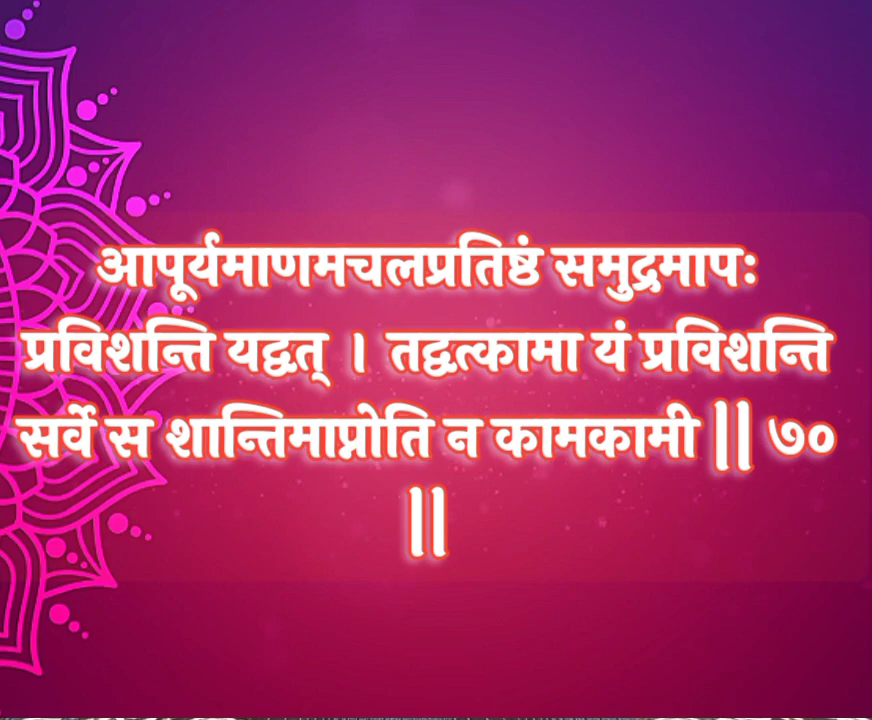 आपूर्यमाणमचलप्रतिष्ठं समुद्रमापः
प्रविशन्ति यद्वत् । तद्वत्कामा यं प्रविशन्ति
सर्वे स शान्तिमाप्नोति न कामकामी || ७०
||